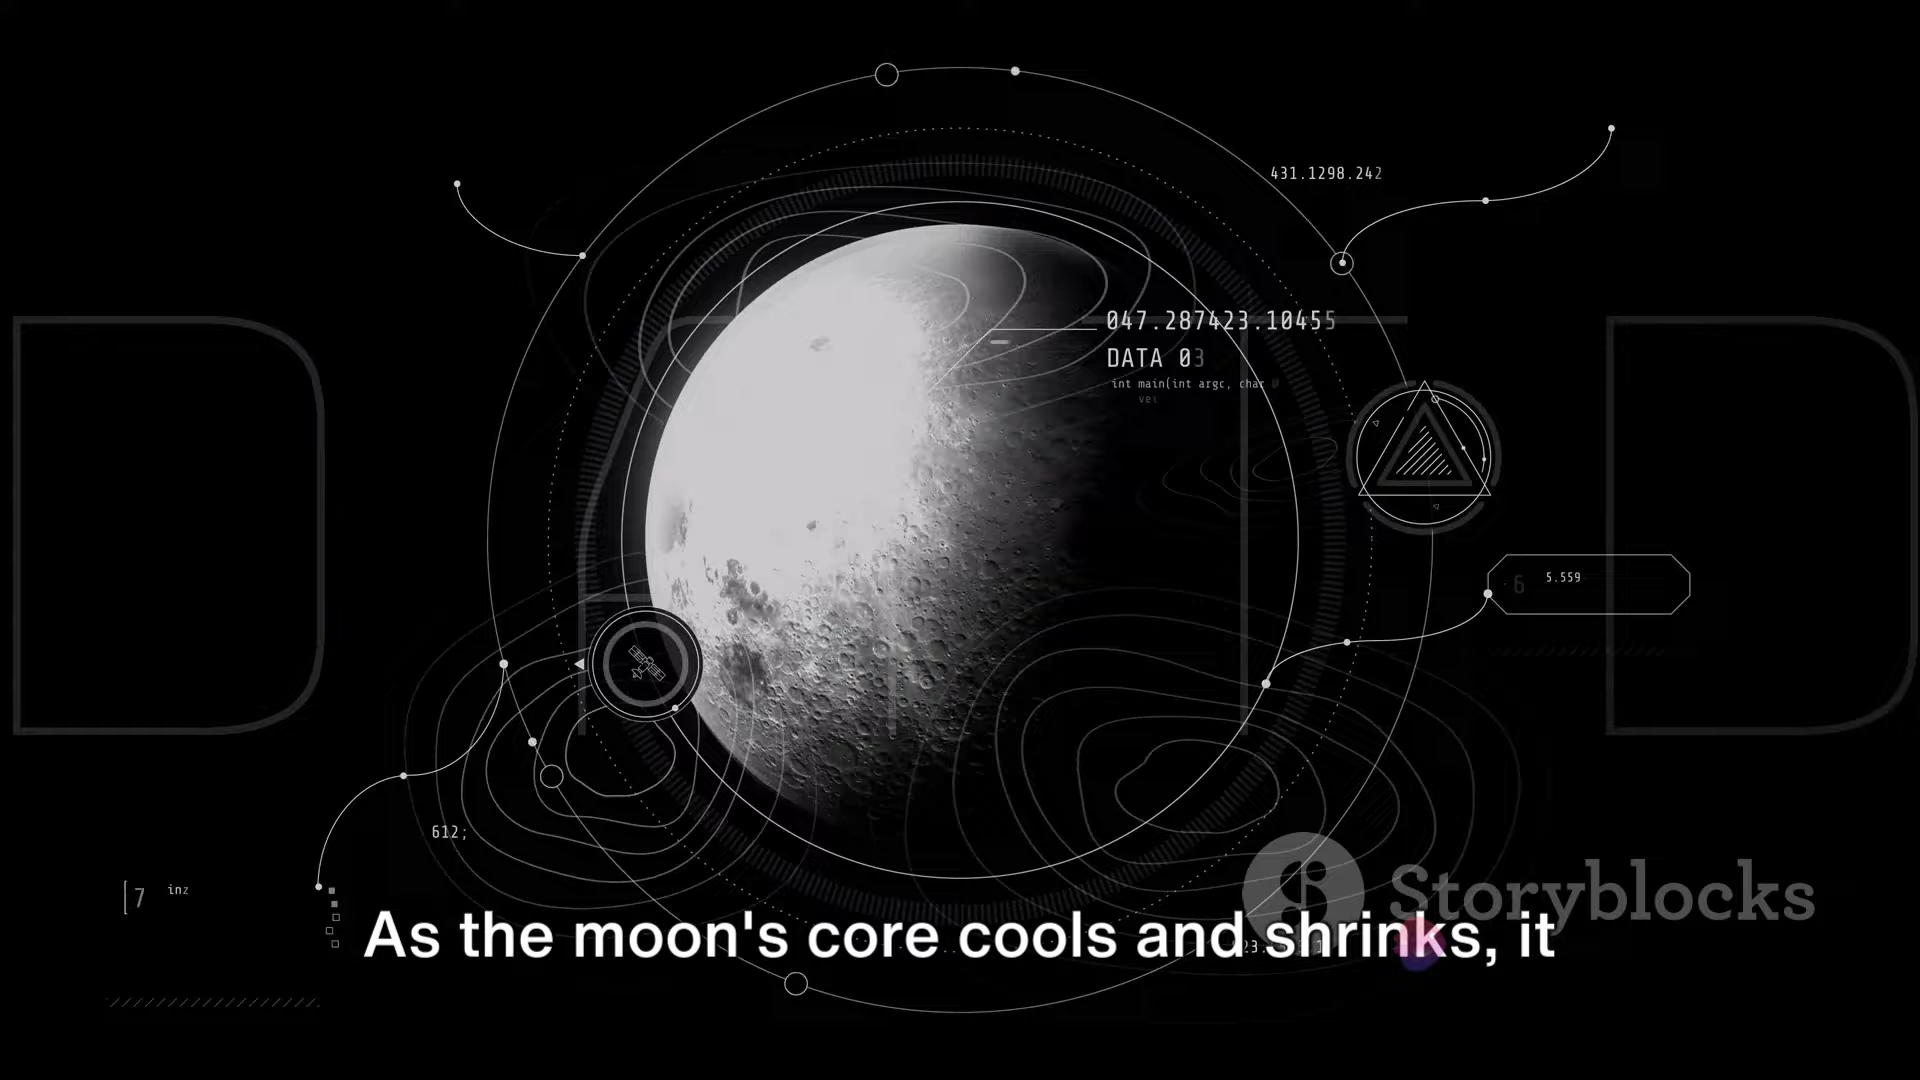 431.1298.242
047.287423.10455
DATA 03
int main(int argc, char
5.559
612;
[7 inz
Storyblocks
As the moon's core cools and shrinks, it